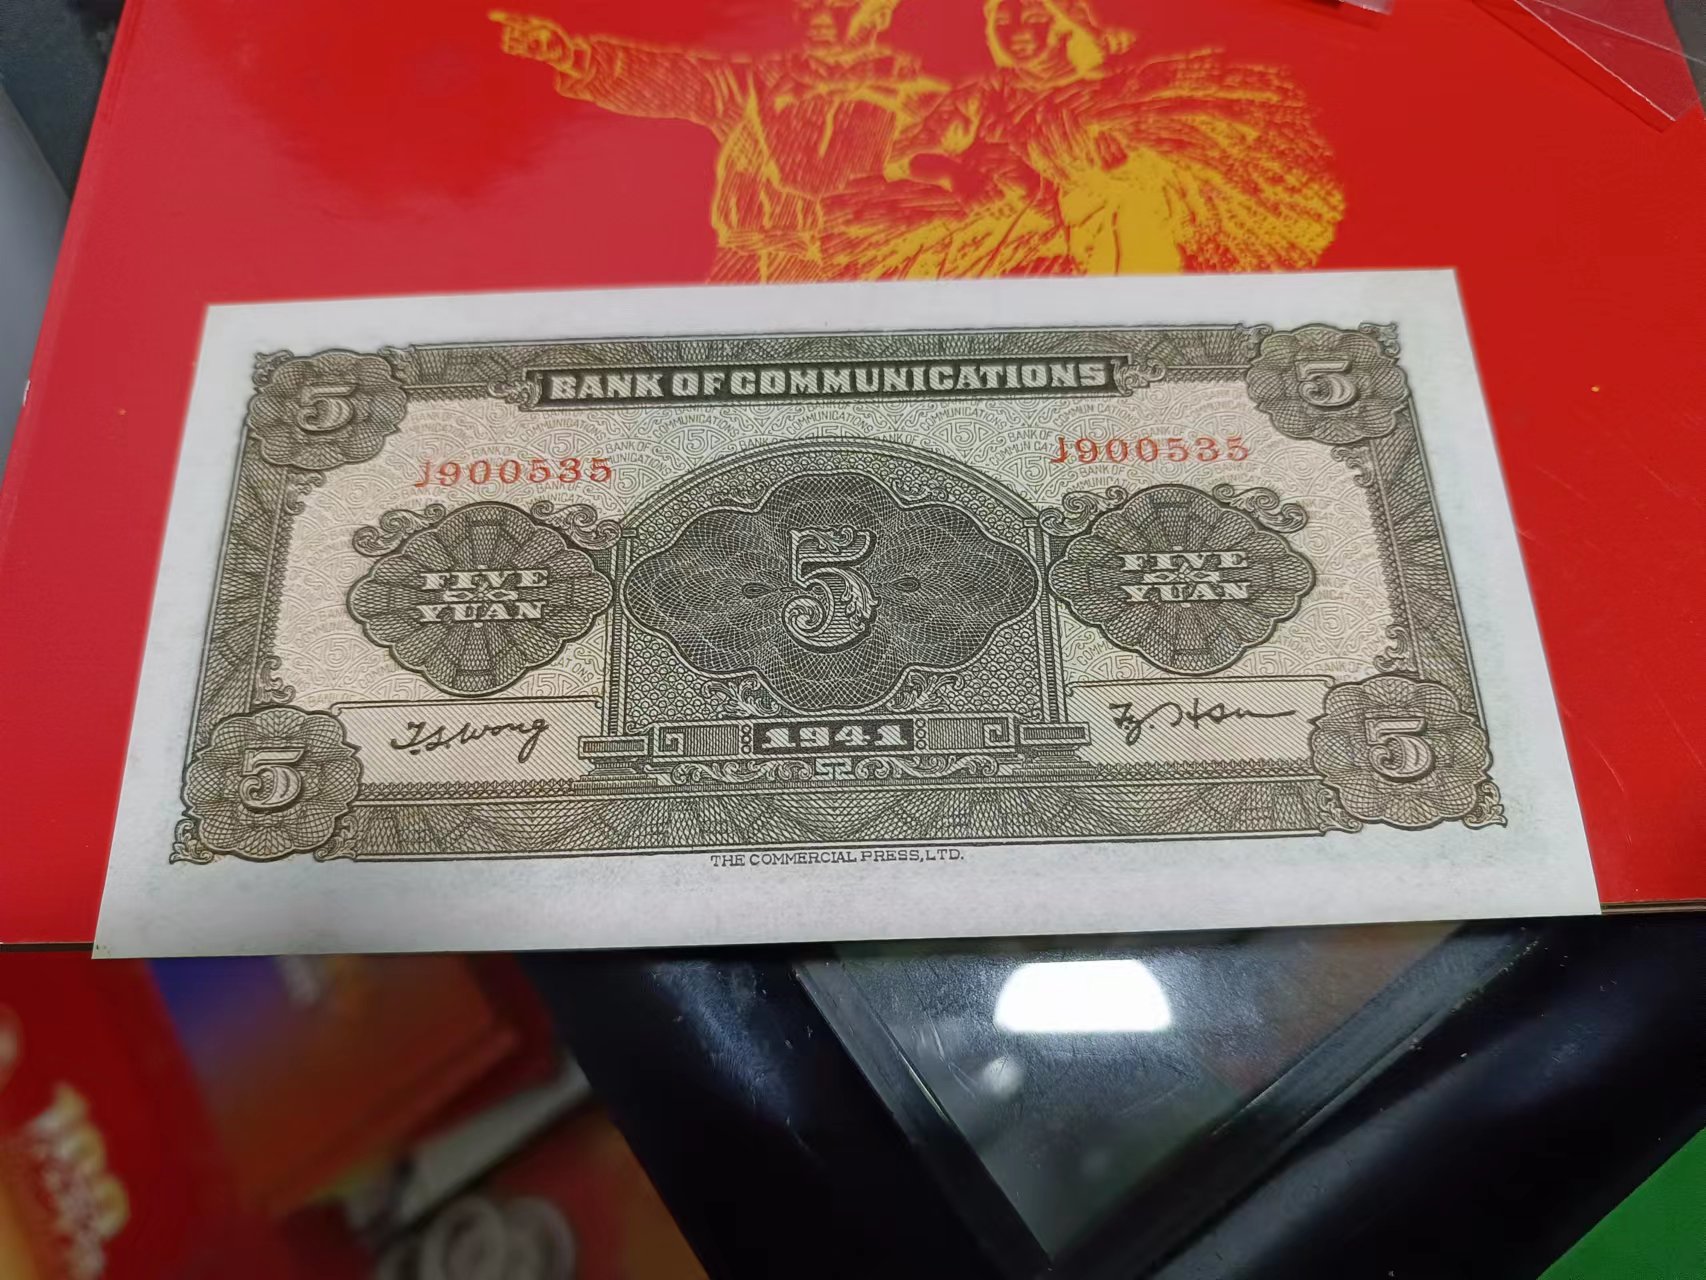 BANK OF COMMUNICATIONS
5 5
J900535 J900535
5
FIVE YUAN
FIVE YUAN
T.S.Wong
1941
5 5
THE COMMERCIAL PRESS,LTD.